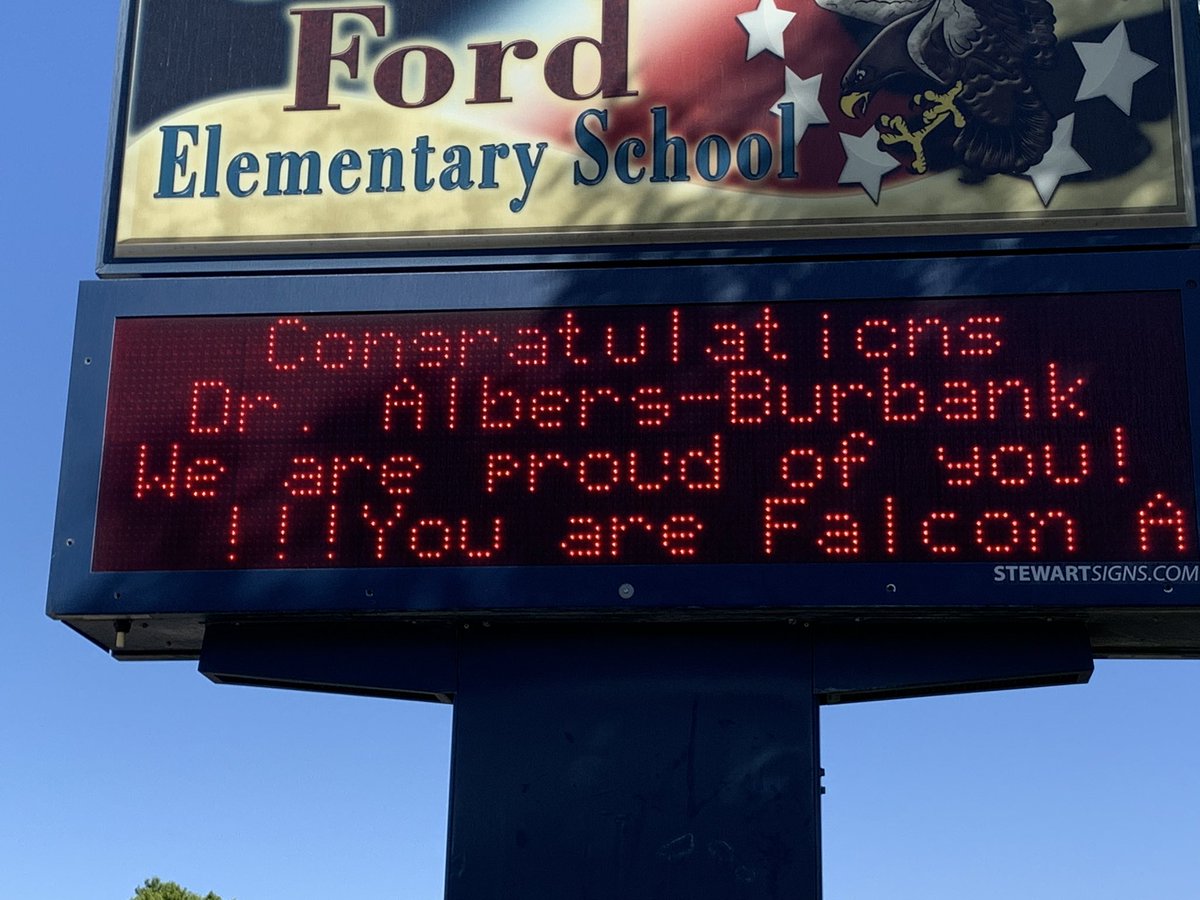 Ford
Elementary School
Congratulations
Dr. Albers-Burbank
We are proud of you!
!!!You are Falcon A
STEWARTSIGNS.COM